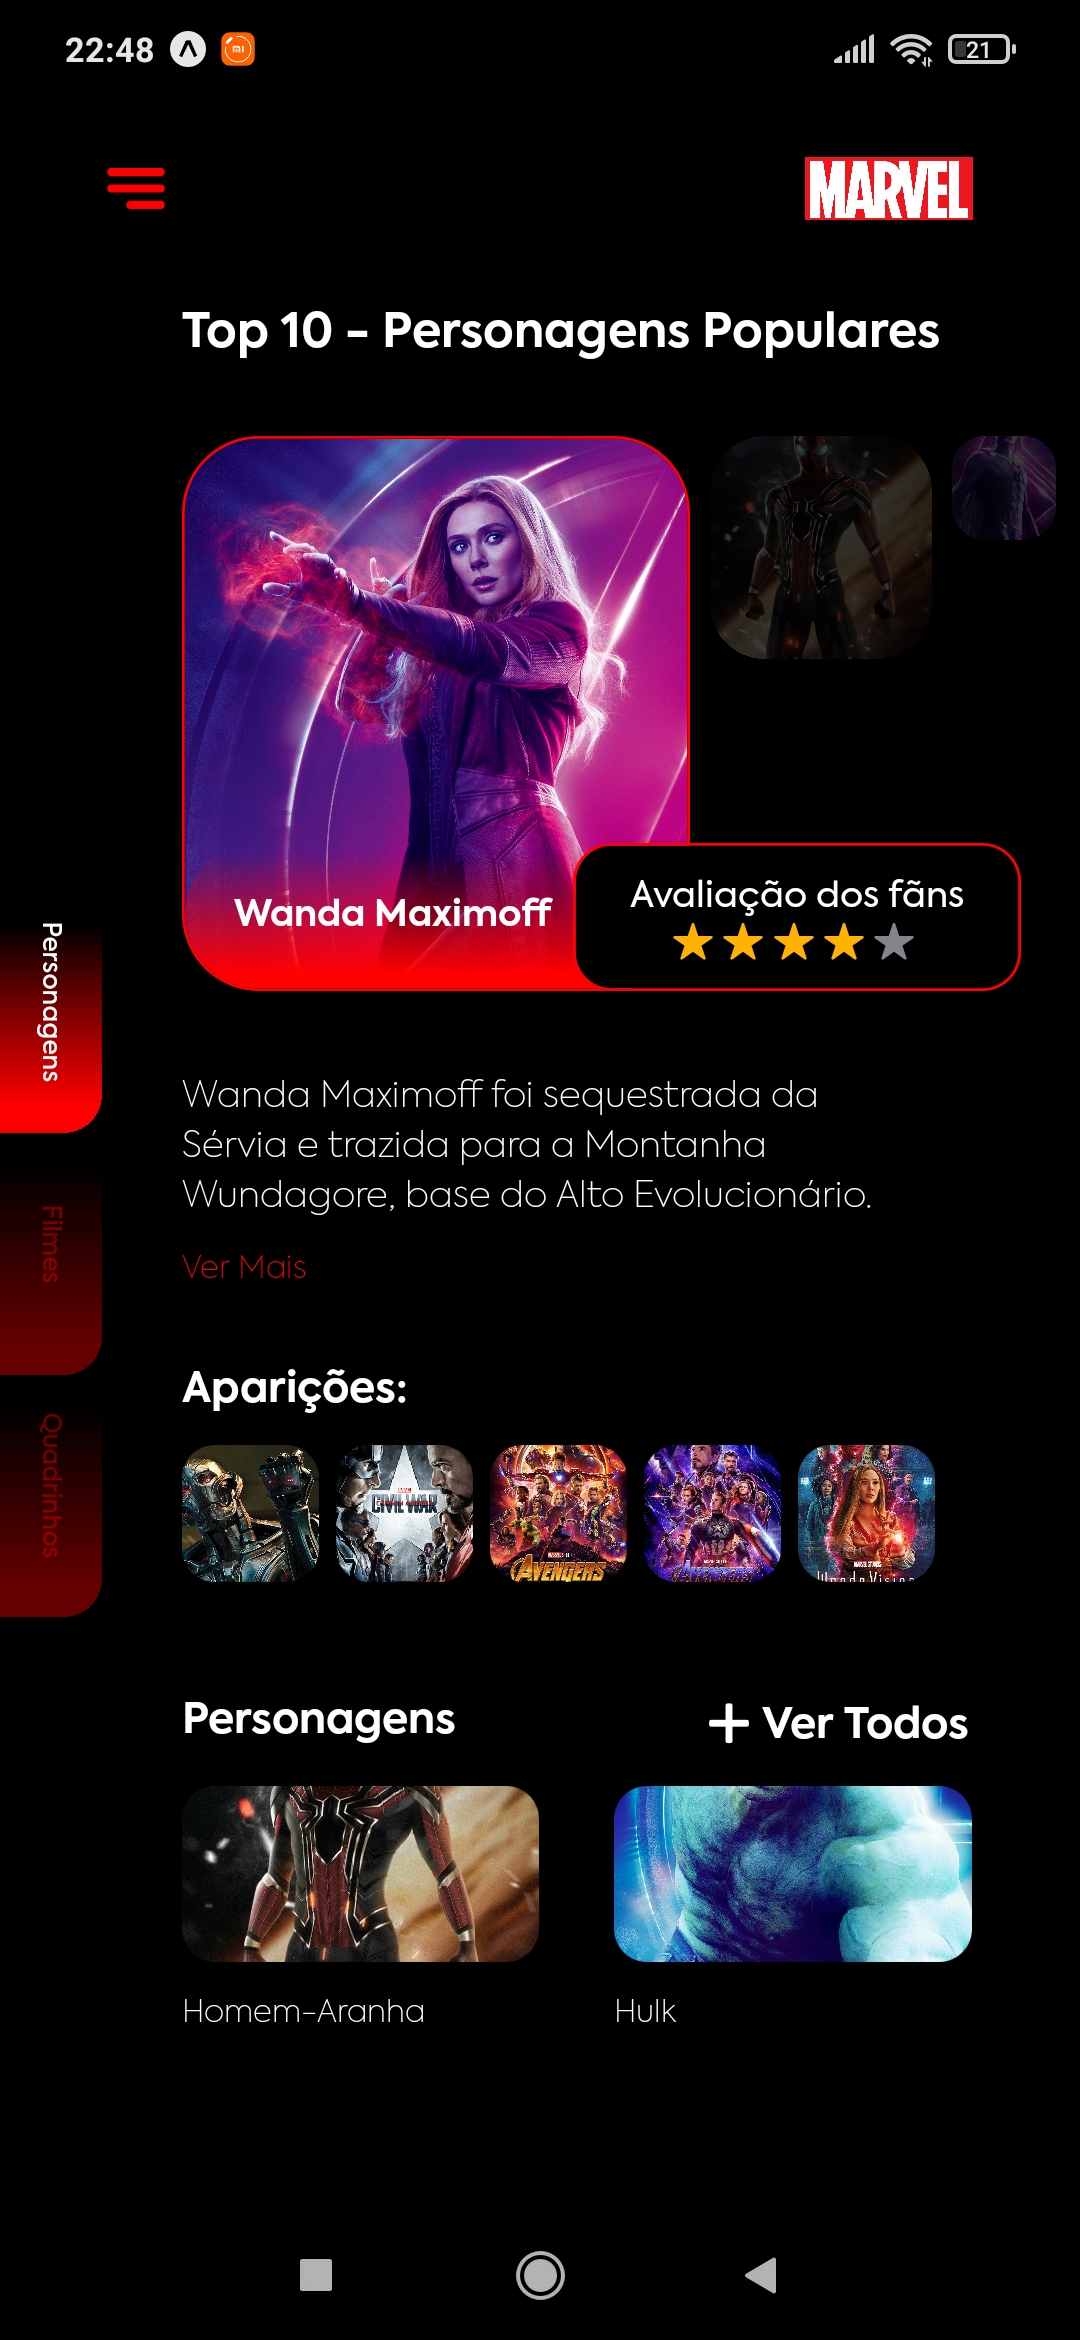 22:48
21
MARVEL
Top 10 - Personagens Populares
Wanda Maximoff
Avaliação dos fãns
Personagens
Filmes
Quadrinhos
Wanda Maximoff foi sequestrada da
Sérvia e trazida para a Montanha
Wundagore, base do Alto Evolucionário.
Ver Mais
Aparições:
CIVIL WAR
AVENGERS
AVENGERS
WandaVision
Personagens
+ Ver Todos
Homem-Aranha
Hulk